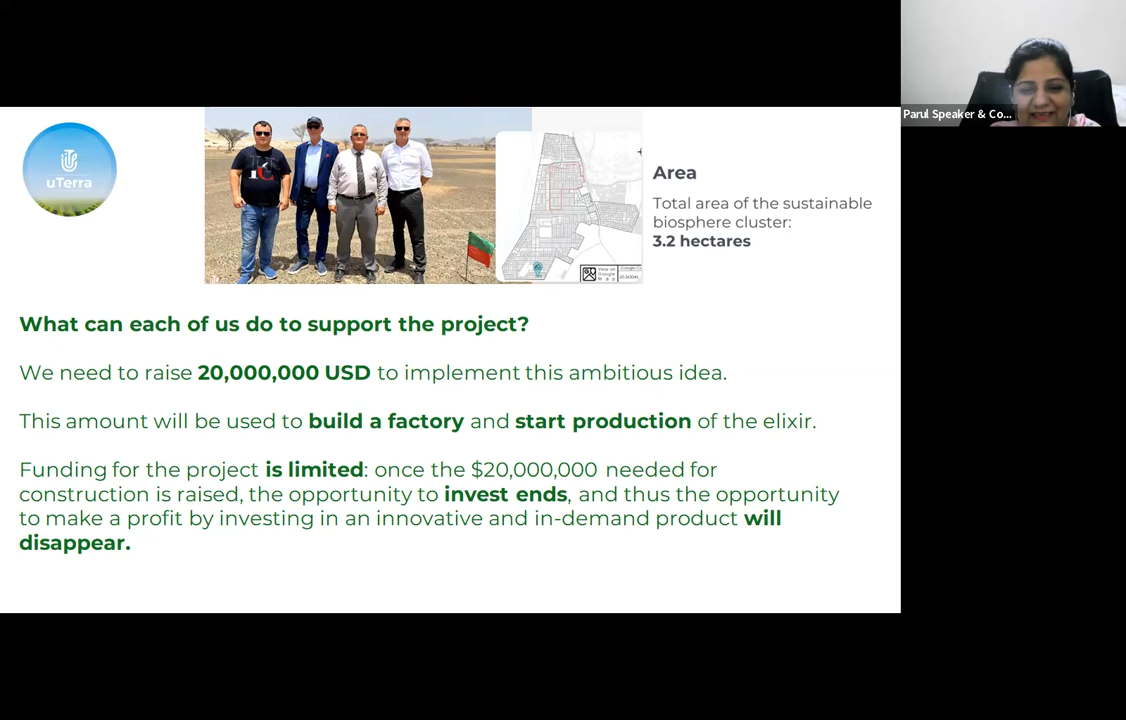 Parul Speaker & Co...
uTerra
Area
Total area of the sustainable
biosphere cluster:
3.2 hectares
View on
Google
What can each of us do to support the project?
We need to raise 20,000,000 USD to implement this ambitious idea.
This amount will be used to build a factory and start production of the elixir.
Funding for the project is limited: once the $20,000,000 needed for
construction is raised, the opportunity to invest ends, and thus the opportunity
to make a profit by investing in an innovative and in-demand product will
disappear.